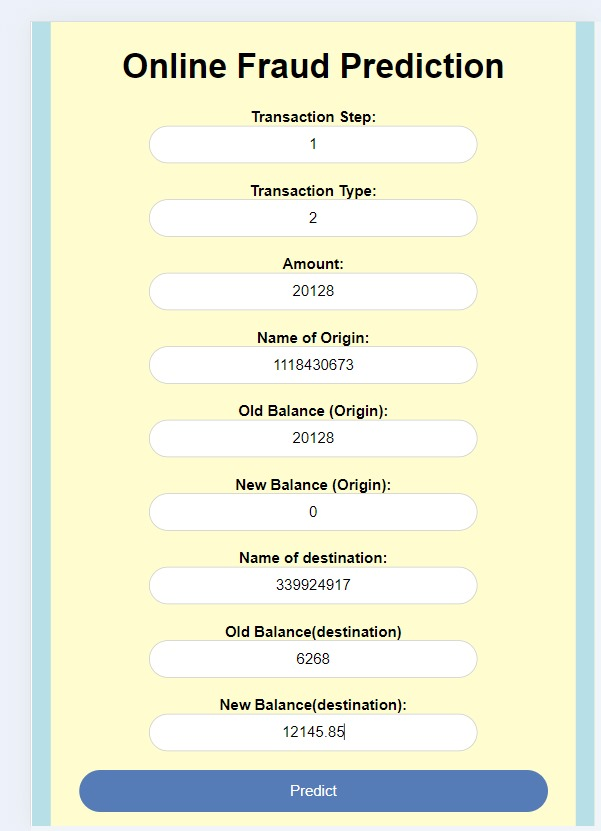 Online Fraud Prediction
Transaction Step:
1
Transaction Type:
2
Amount:
20128
Name of Origin:
1118430673
Old Balance (Origin):
20128
New Balance (Origin):
0
Name of destination:
339924917
Old Balance(destination)
6268
New Balance(destination):
12145.85
Predict